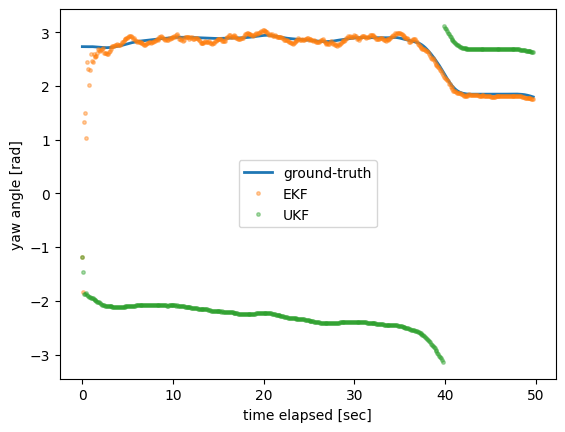 3
2
1
0
−1
−2
−3
yaw angle [rad]
ground-truth
EKF
UKF
0 10 20 30 40 50
time elapsed [sec]